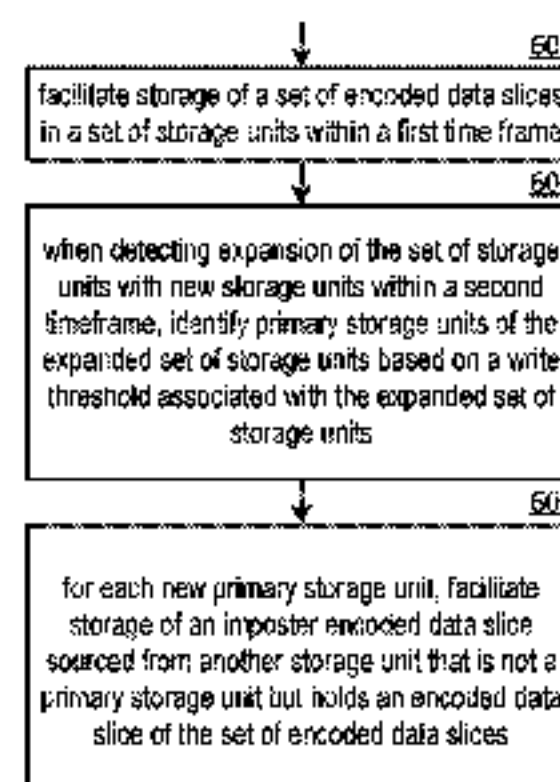 60
facilitate storage of a set of encoded data slices
in a set of storage units within a first time frame
60
when detecting expansion of the set of storage
units with new storage units within a second
timeframe, identify primary storage units of the
expanded set of storage units based on a write
threshold associated with the expanded set of
storage units
60
for each new primary storage unit, facilitate
storage of an imposter encoded data slice
sourced from another storage unit that is not a
primary storage unit but holds an encoded data
slice of the set of encoded data slices